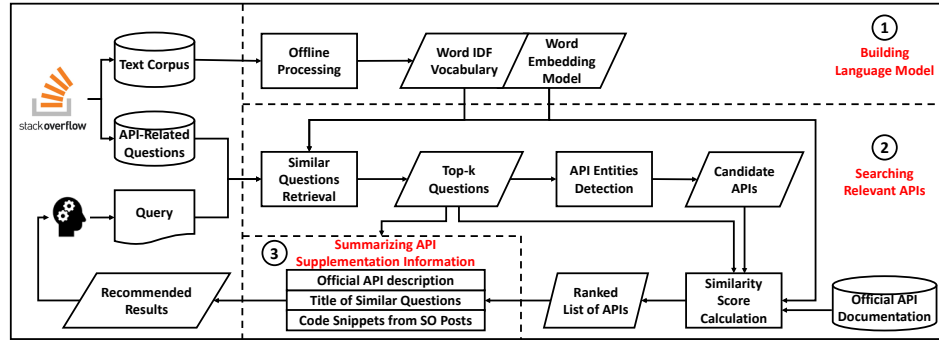 Text Corpus
Offline
Processing
Word IDF
Vocabulary
Word
Embedding
Model
1
Building
Language Model
stackoverflow
API-Related
Questions
Similar
Questions
Retrieval
Top-k
Questions
API Entities
Detection
Candidate
APIs
2
Searching
Relevant APIs
Query
3
Summarizing API
Supplementation Information
Official API description
Title of Similar Questions
Code Snippets from SO Posts
Recommended
Results
Ranked
List of APIs
Similarity
Score
Calculation
Official API
Documentation